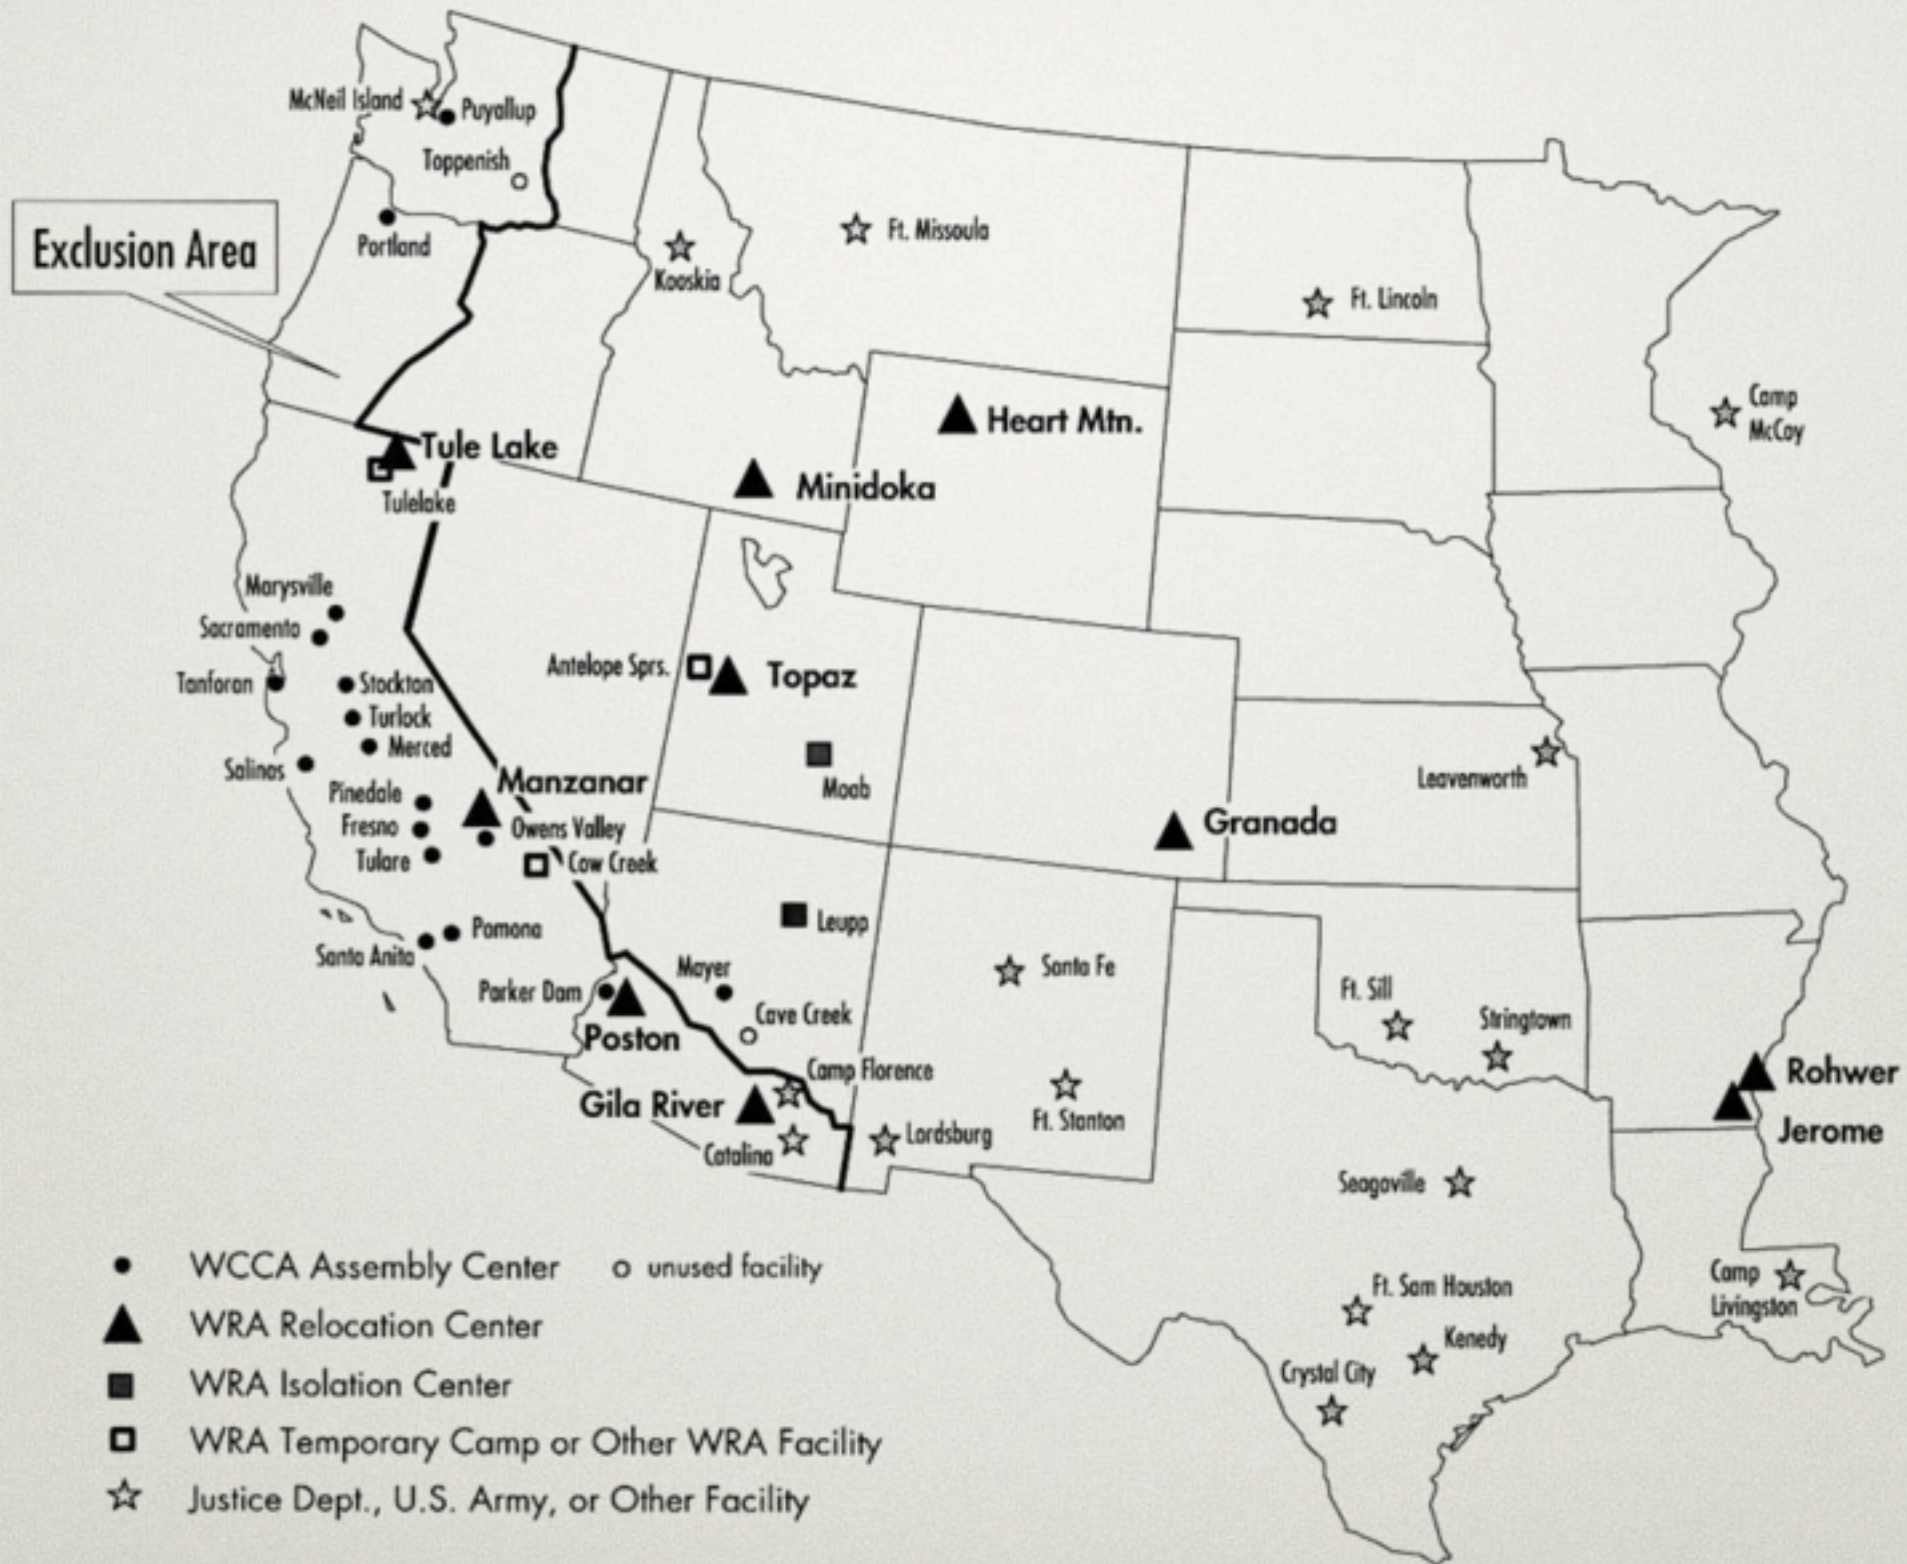 McNeil Island
Puyallup
Toppenish
Portland
Exclusion Area
Kooskia
Ft. Missoula
Ft. Lincoln
Camp
McCoy
Heart Mtn.
Tule Lake
Tulelake
Minidoka
Marysville
Sacramento
Tanforan
Stockton
Turlock
Merced
Salinas
Antelope Sprs.
Topaz
Moab
Leavenworth
Manzanar
Pinedale
Fresno
Owens Valley
Tulare
Cow Creek
Granada
Leupp
Pomona
Santa Anita
Parker Dam
Mayer
Santa Fe
Cave Creek
Poston
Ft. Sill
Stringtown
Camp Florence
Gila River
Catalina
Lordsburg
Ft. Stanton
Rohwer
Jerome
Seagoville
Camp
Livingston
Ft. Sam Houston
Kenedy
Crystal City
WCCA Assembly Center
unused facility
WRA Relocation Center
WRA Isolation Center
WRA Temporary Camp or Other WRA Facility
Justice Dept., U.S. Army, or Other Facility